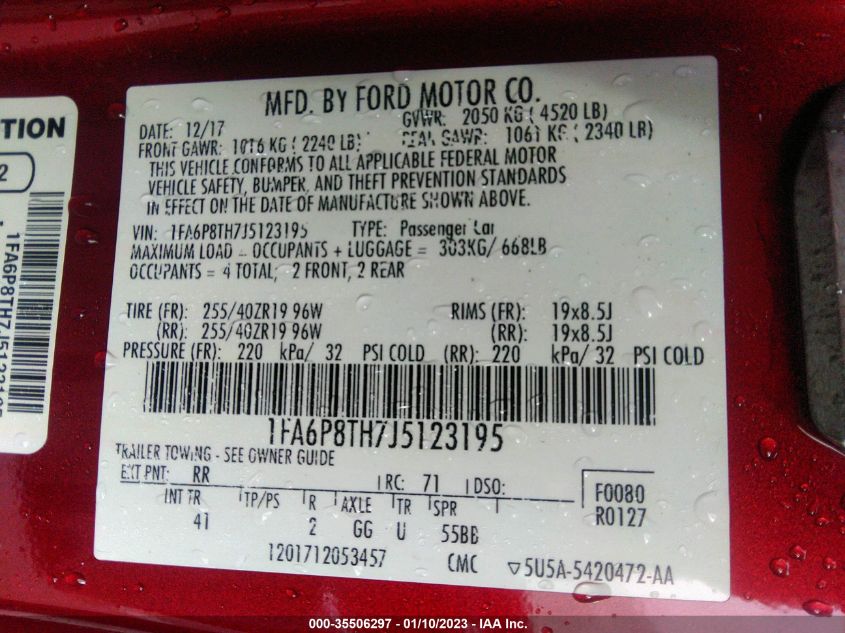 TION
2
1FA6P8TH7J5123195
MFD. BY FORD MOTOR CO.
DATE: 12/17 GVWR: 2050 KG ( 4520 LB)
FRONT GAWR: 1016 KG ( 2240 LB) REAR GAWR: 1061 KG ( 2340 LB)
THIS VEHICLE CONFORMS TO ALL APPLICABLE FEDERAL MOTOR
VEHICLE SAFETY, BUMPER, AND THEFT PREVENTION STANDARDS
IN EFFECT ON THE DATE OF MANUFACTURE SHOWN ABOVE.
VIN: 1FA6P8TH7J5123195 TYPE: Passenger Car
MAXIMUM LOAD = OCCUPANTS + LUGGAGE = 303KG/ 668LB
OCCUPANTS = 4 TOTAL; 2 FRONT, 2 REAR
TIRE (FR): 255/40ZR19 96W RIMS (FR): 19x8.5J
(RR): 255/40ZR19 96W (RR): 19x8.5J
PRESSURE (FR): 220 kPa/ 32 PSI COLD (RR): 220 kPa/ 32 PSI COLD
1FA6P8TH7J5123195
TRAILER TOWING - SEE OWNER GUIDE
EXT PNT: RR RC: 71 DSO: F0080
INT TR TP/PS R AXLE TR SPR R0127
41 2 GG U 55BB
1201712053457 CMC ▽5U5A-5420472-AA
000-35506297 - 01/10/2023 - IAA Inc.